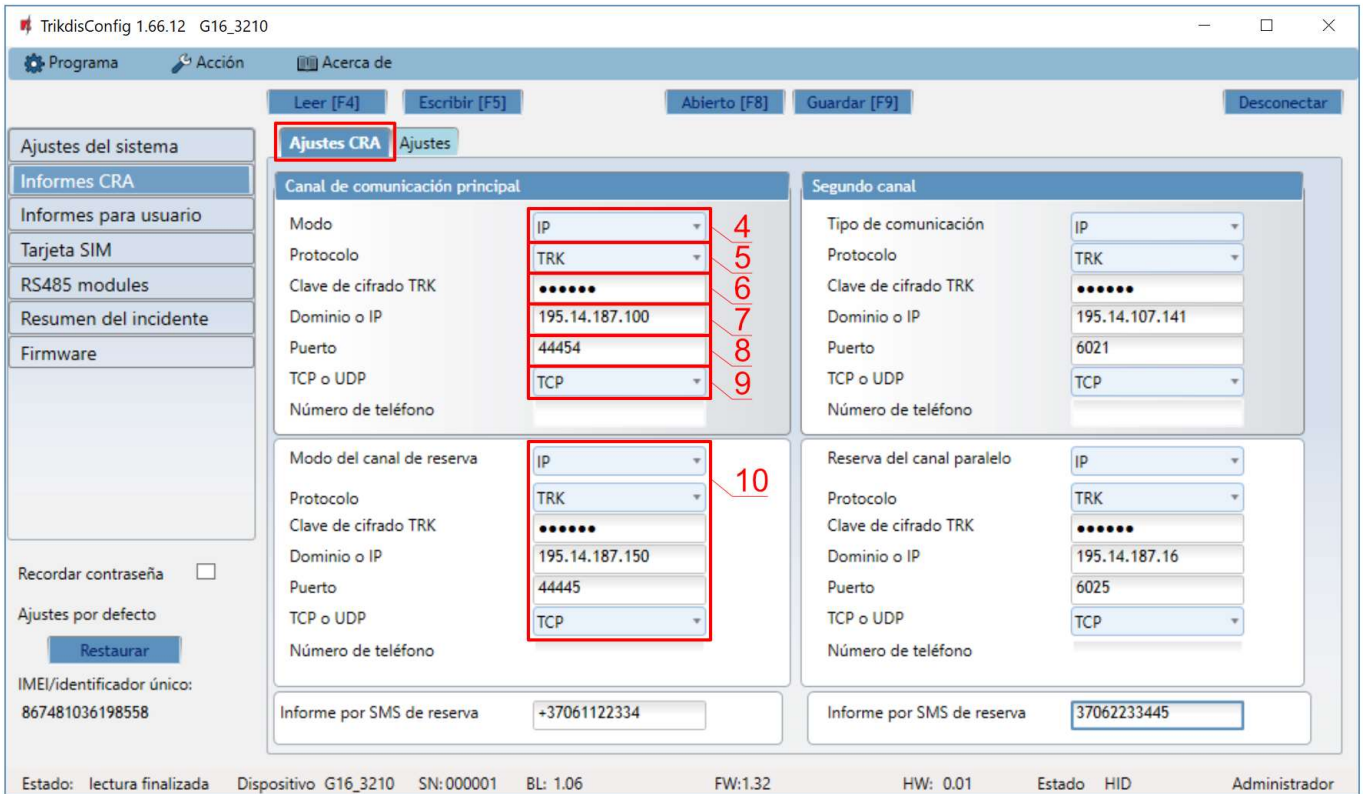 TrikdisConfig 1.66.12 G16_3210
Programa Acción Acerca de
Leer [F4] Escribir [F5] Abierto [F8] Guardar [F9] Desconectar
Ajustes del sistema
Informes CRA
Informes para usuario
Tarjeta SIM
RS485 modules
Resumen del incidente
Firmware
Recordar contraseña
Ajustes por defecto
Restaurar
IMEI/identificador único:
867481036198558
Ajustes CRA Ajustes
Canal de comunicación principal
Modo IP 4
Protocolo TRK 5
Clave de cifrado TRK ●●●●●● 6
Dominio o IP 195.14.187.100 7
Puerto 44454 8
TCP o UDP TCP 9
Número de teléfono
Modo del canal de reserva IP 10
Protocolo TRK
Clave de cifrado TRK ●●●●●●
Dominio o IP 195.14.187.150
Puerto 44445
TCP o UDP TCP
Número de teléfono
Informe por SMS de reserva +37061122334
Segundo canal
Tipo de comunicación IP
Protocolo TRK
Clave de cifrado TRK ●●●●●●
Dominio o IP 195.14.107.141
Puerto 6021
TCP o UDP TCP
Número de teléfono
Reserva del canal paralelo IP
Protocolo TRK
Clave de cifrado TRK ●●●●●●
Dominio o IP 195.14.187.16
Puerto 6025
TCP o UDP TCP
Número de teléfono
Informe por SMS de reserva 37062233445
Estado: lectura finalizada Dispositivo G16_3210 SN:000001 BL: 1.06 FW:1.32 HW: 0.01 Estado HID Administrador